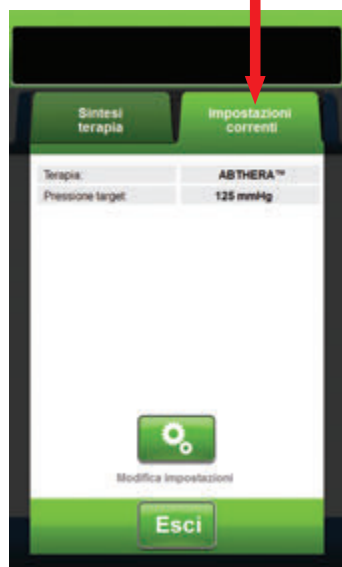 Sintesi
terapia
Impostazioni
correnti
Terapia: ABTHERA™
Pressione target: 125 mmHg
Modifica impostazioni
Esci